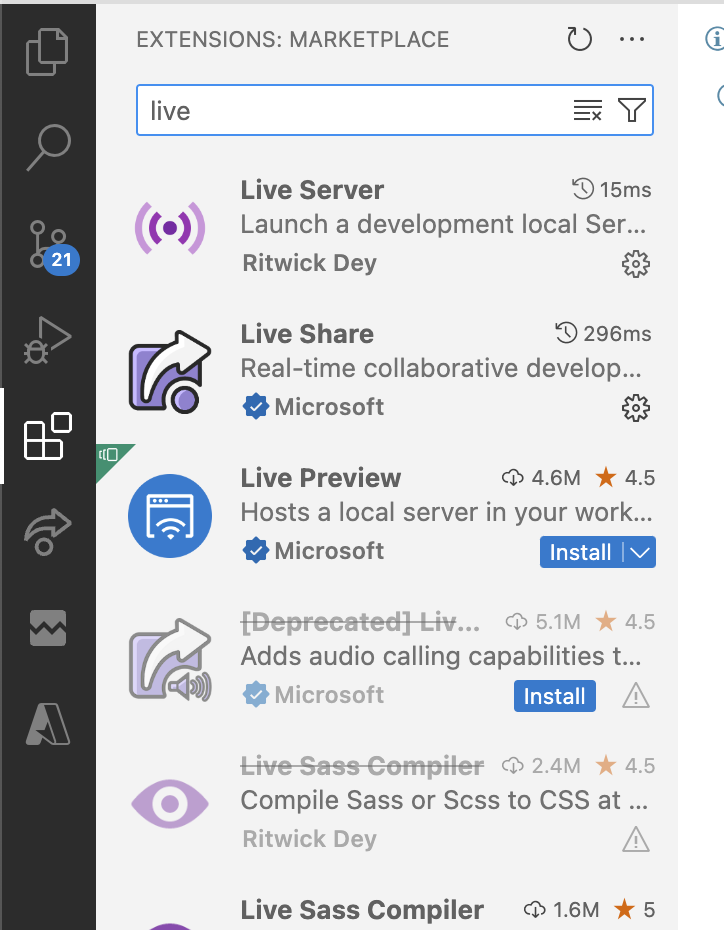 EXTENSIONS: MARKETPLACE
live
21
Live Server 15ms
Launch a development local Ser...
Ritwick Dey
Live Share 296ms
Real-time collaborative develop...
Microsoft
Live Preview 4.6M 4.5
Hosts a local server in your work...
Microsoft Install
[Deprecated] Liv... 5.1M 4.5
Adds audio calling capabilities t...
Microsoft Install
Live Sass Compiler 2.4M 4.5
Compile Sass or Scss to CSS at ...
Ritwick Dey
Live Sass Compiler 1.6M 5